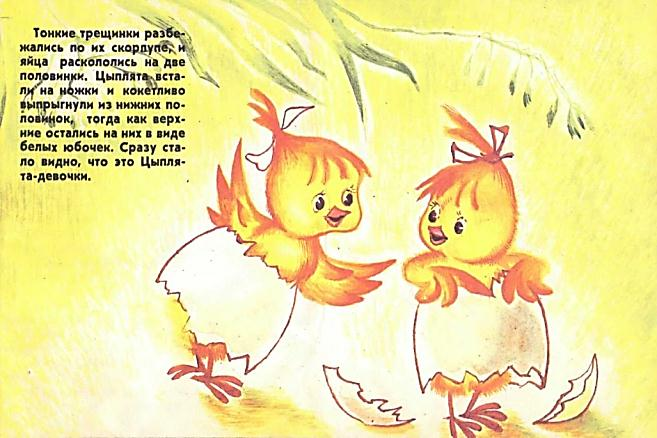 Тонкие трещинки разбе-
жались по их скорлупе, и
яйца раскололись на две
половинки. Цыплята вста-
ли на ножки и кокетливо
выпрыгнули из нижних по-
ловинок, тогда как верх-
ние остались на них в виде
белых юбочек. Сразу ста-
ло видно, что это Цыпля-
та-девочки.